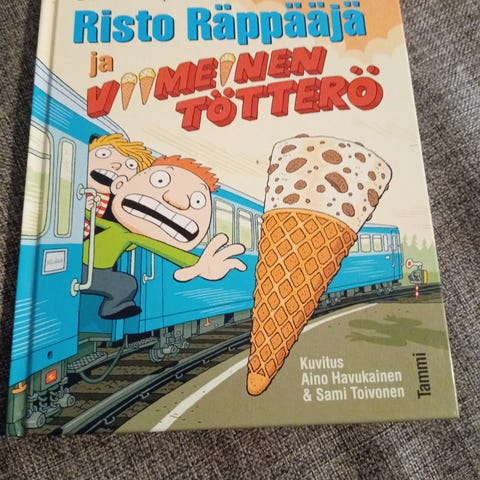 Risto Räppääjä
ja
VIIMEINEN
TÖTTERÖ
Kuvitus
Aino Havukainen
& Sami Toivonen
Tammi